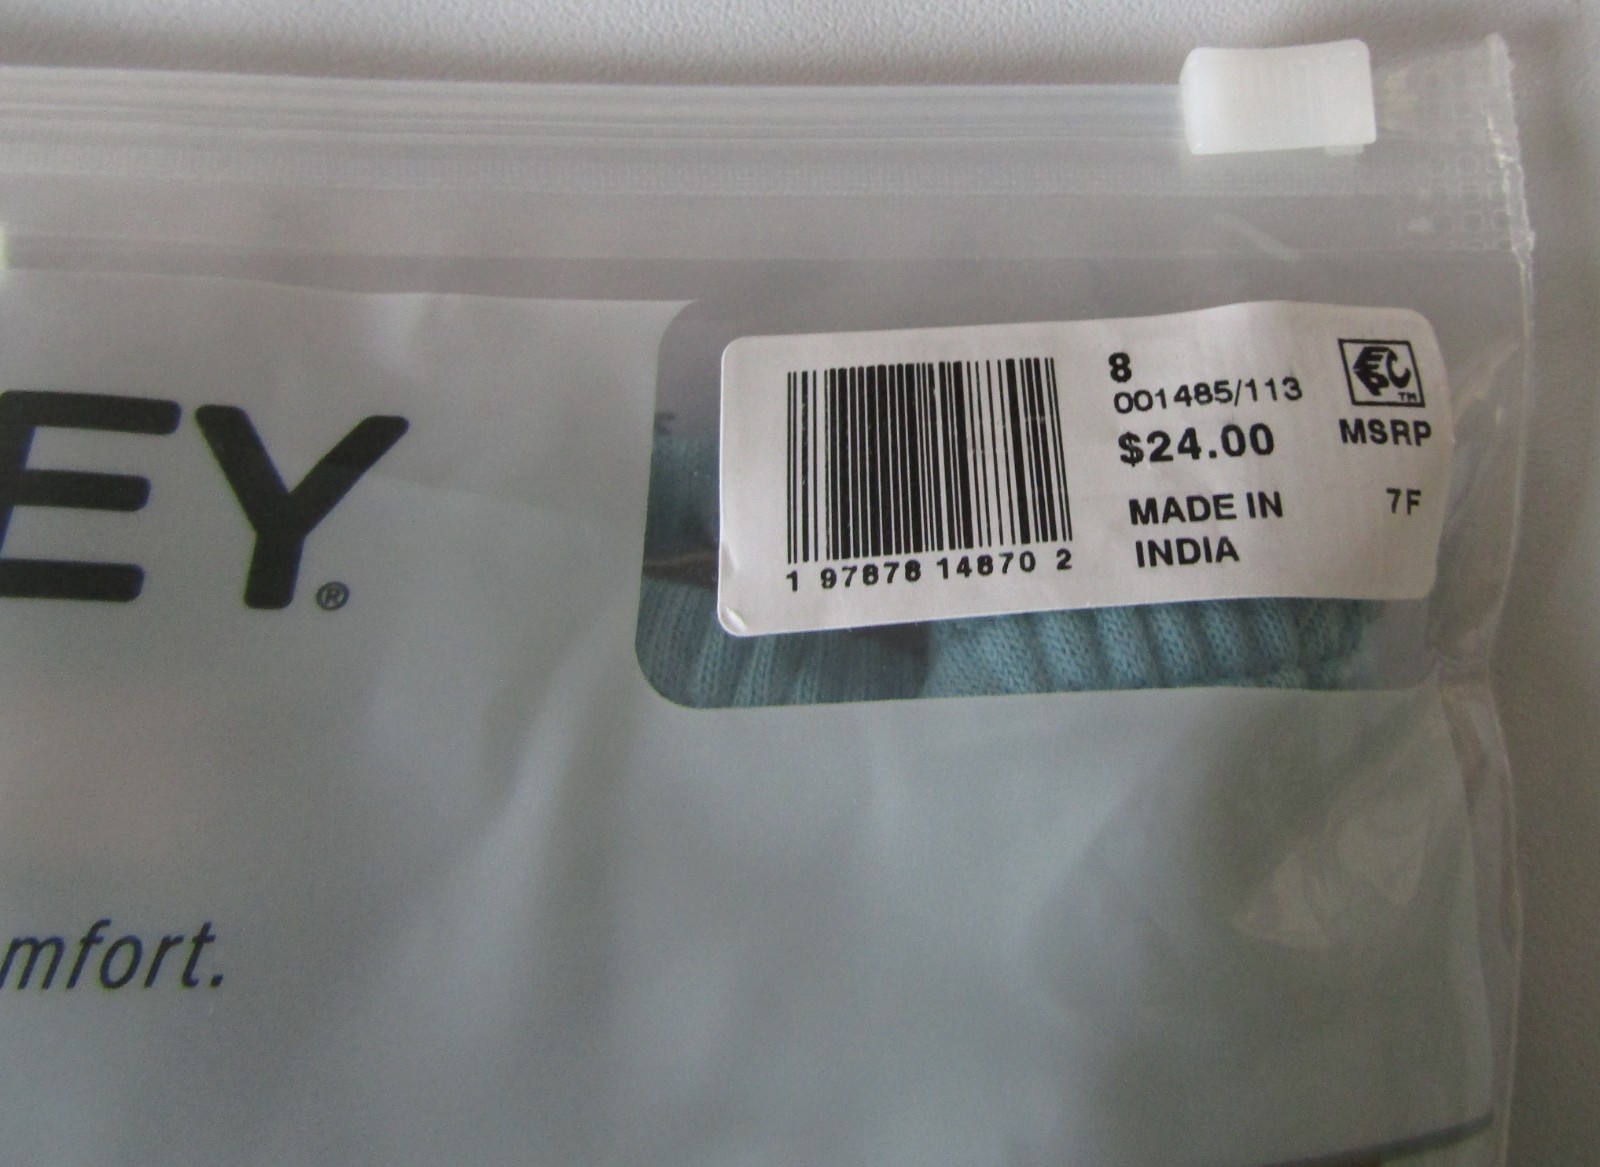 EY®
mfort.
8
001485/113
$24.00
MSRP
MADE IN
INDIA
7F
1 97878 14870 2